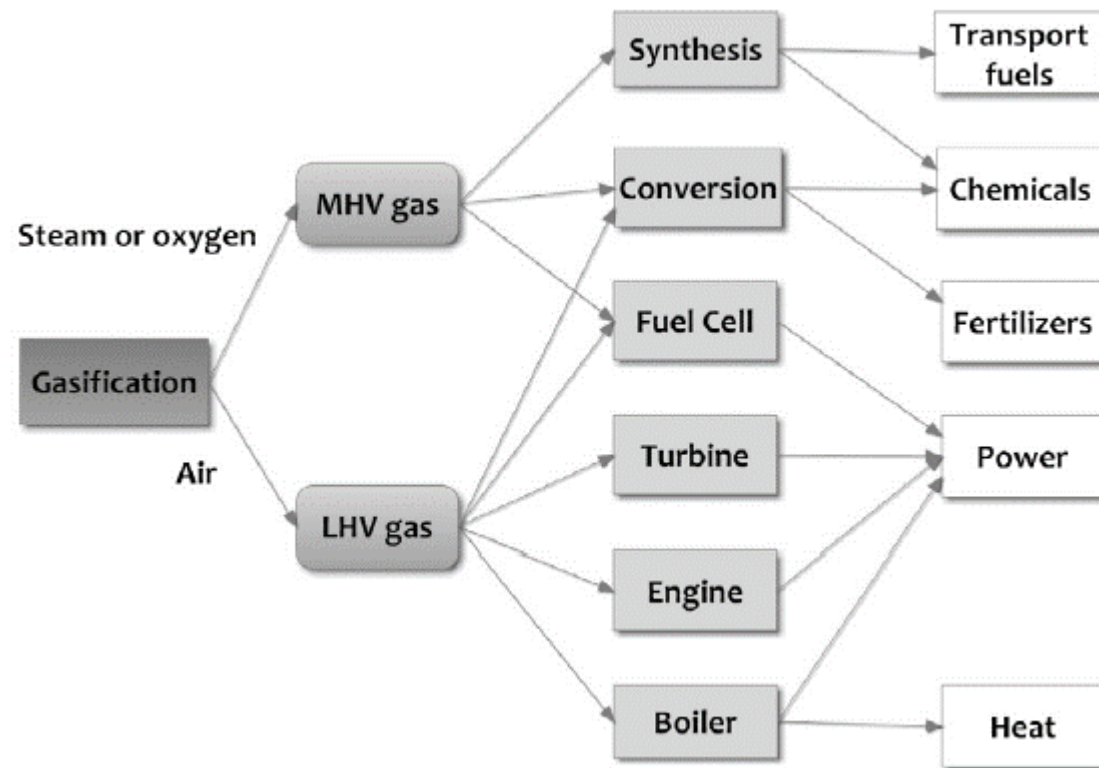 Synthesis
Transport
fuels
MHV gas
Conversion
Chemicals
Steam or oxygen
Fuel Cell
Fertilizers
Gasification
Turbine
Power
Air
LHV gas
Engine
Boiler
Heat